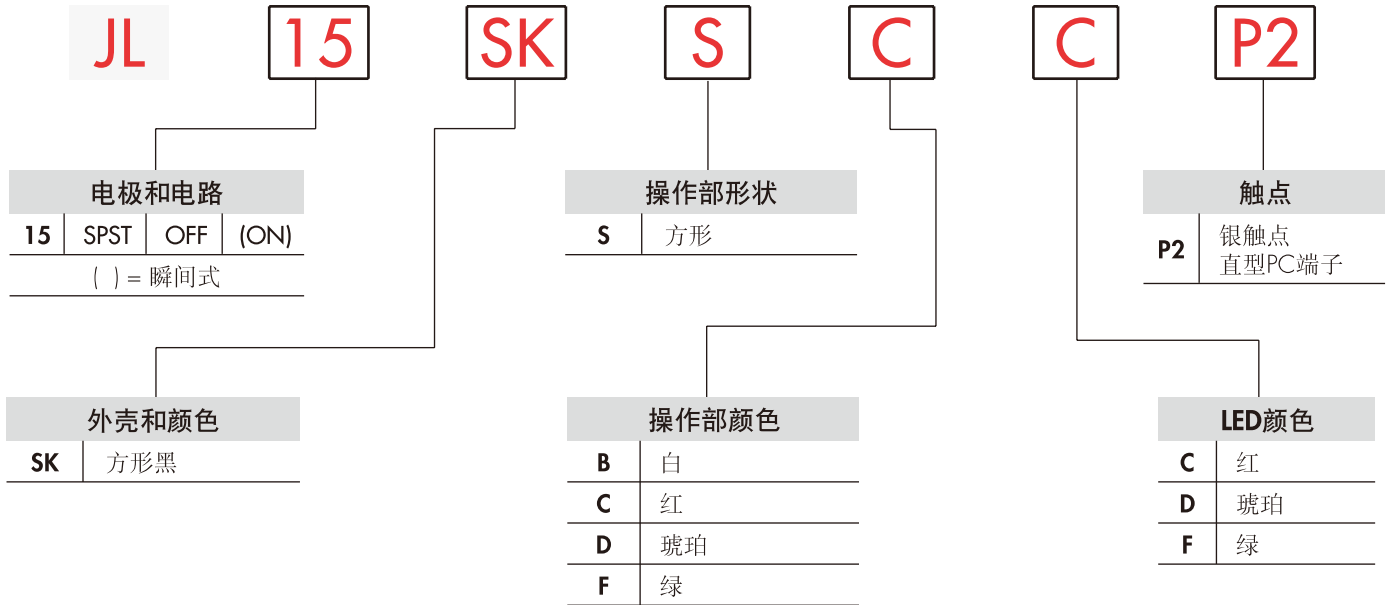 JL 15 SK S C C P2
电极和电路
15 SPST OFF (ON)
( ) = 瞬间式
操作部形状
S 方形
触点
P2 银触点
直型PC端子
外壳和颜色
SK 方形黑
操作部颜色
B 白
C 红
D 琥珀
F 绿
LED颜色
C 红
D 琥珀
F 绿